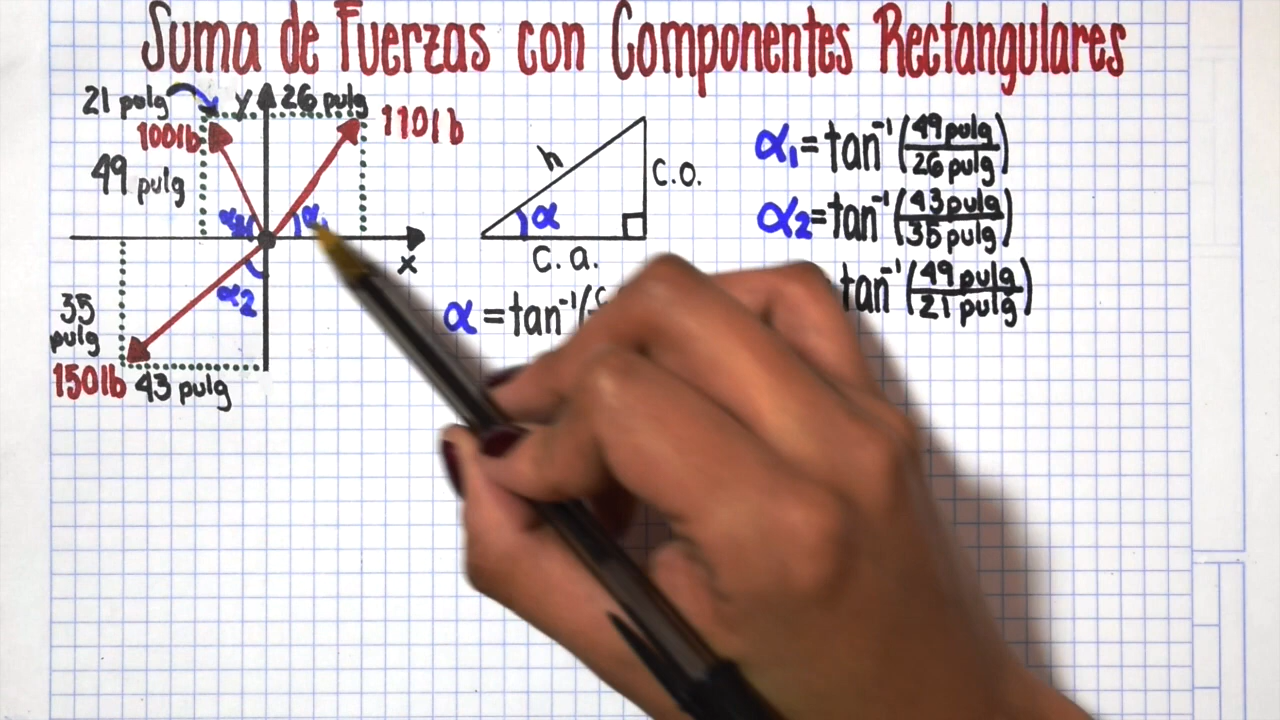 Suma de Fuerzas con Componentes Rectangulares
21 pulg
y
26 pulg
100lb
110lb
49 pulg
α3
α1
x
α2
35
pulg
150lb
43 pulg
h
c.o.
α
c.a.
α = tan⁻¹(
α1 = tan⁻¹(49 pulg / 26 pulg)
α2 = tan⁻¹(43 pulg / 35 pulg)
tan⁻¹(49 pulg / 21 pulg)